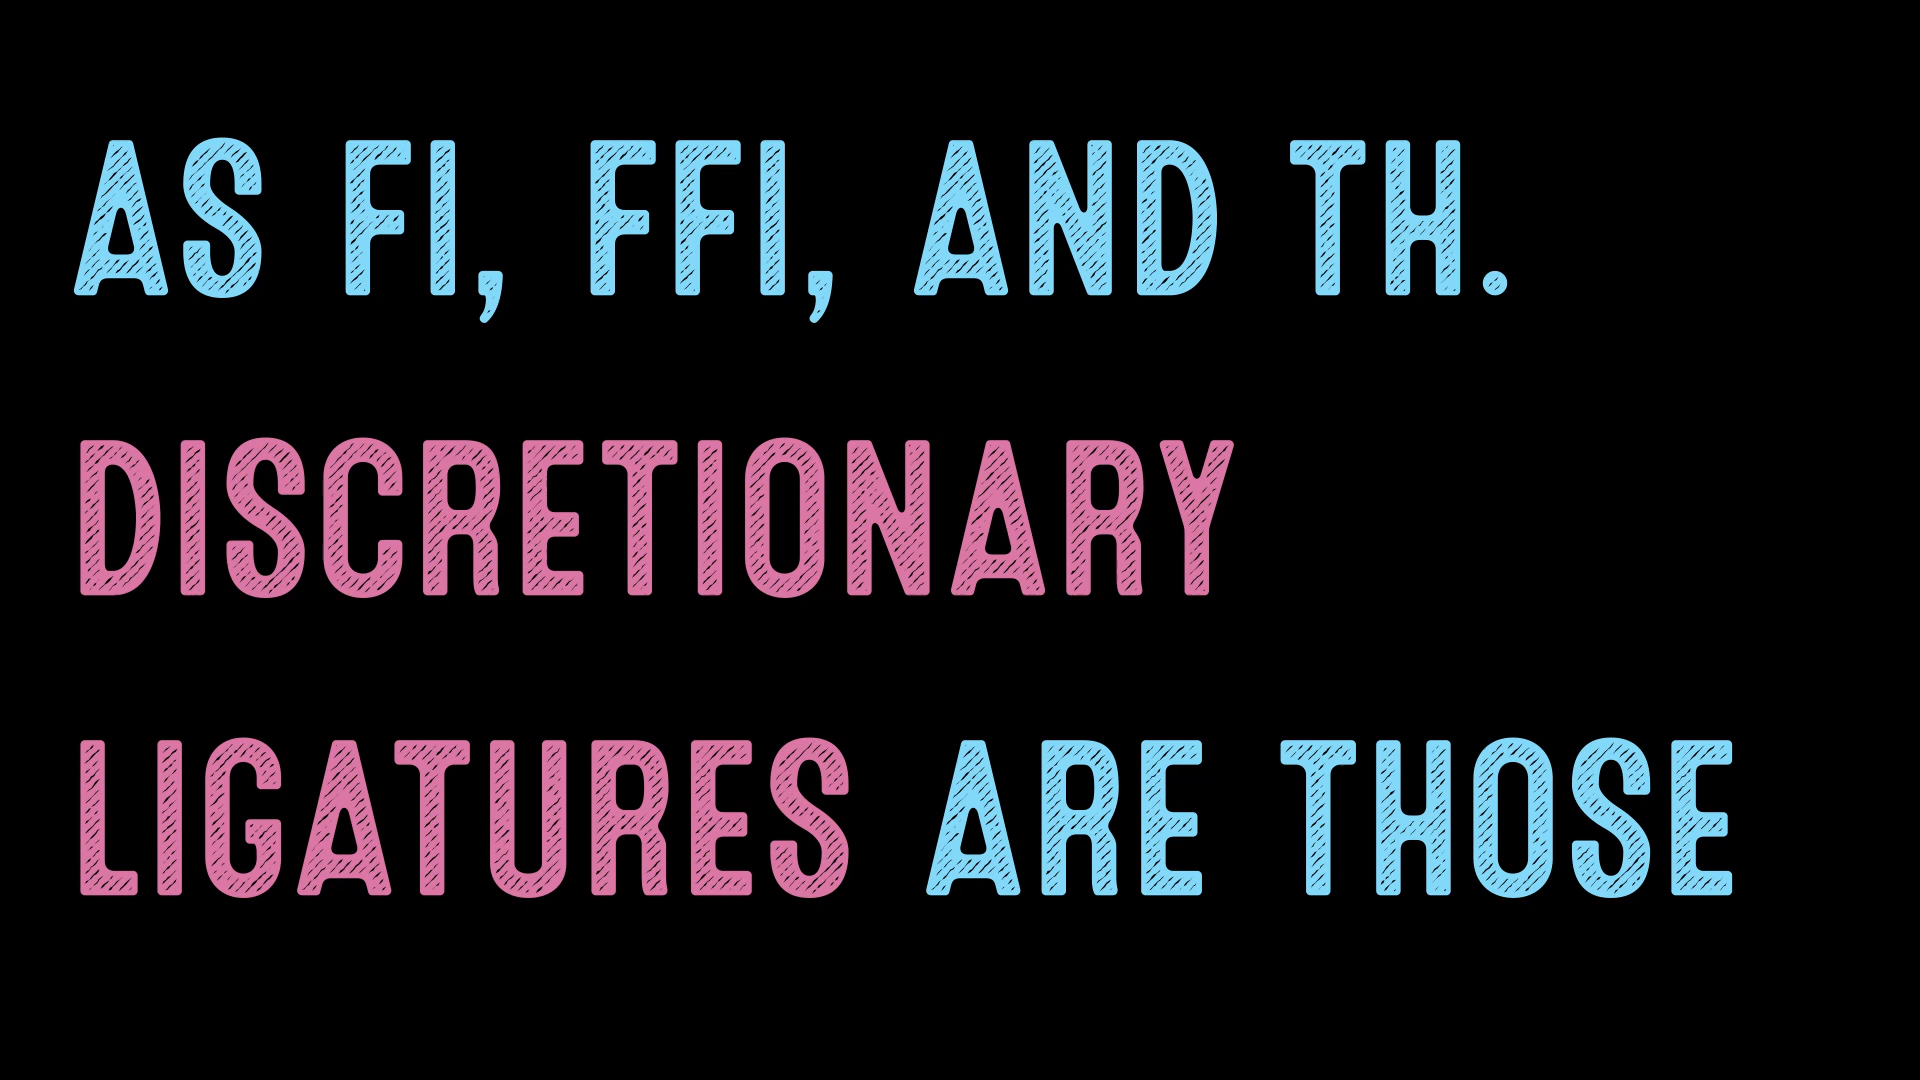 AS FI, FFI, AND TH.
DISCRETIONARY
LIGATURES ARE THOSE